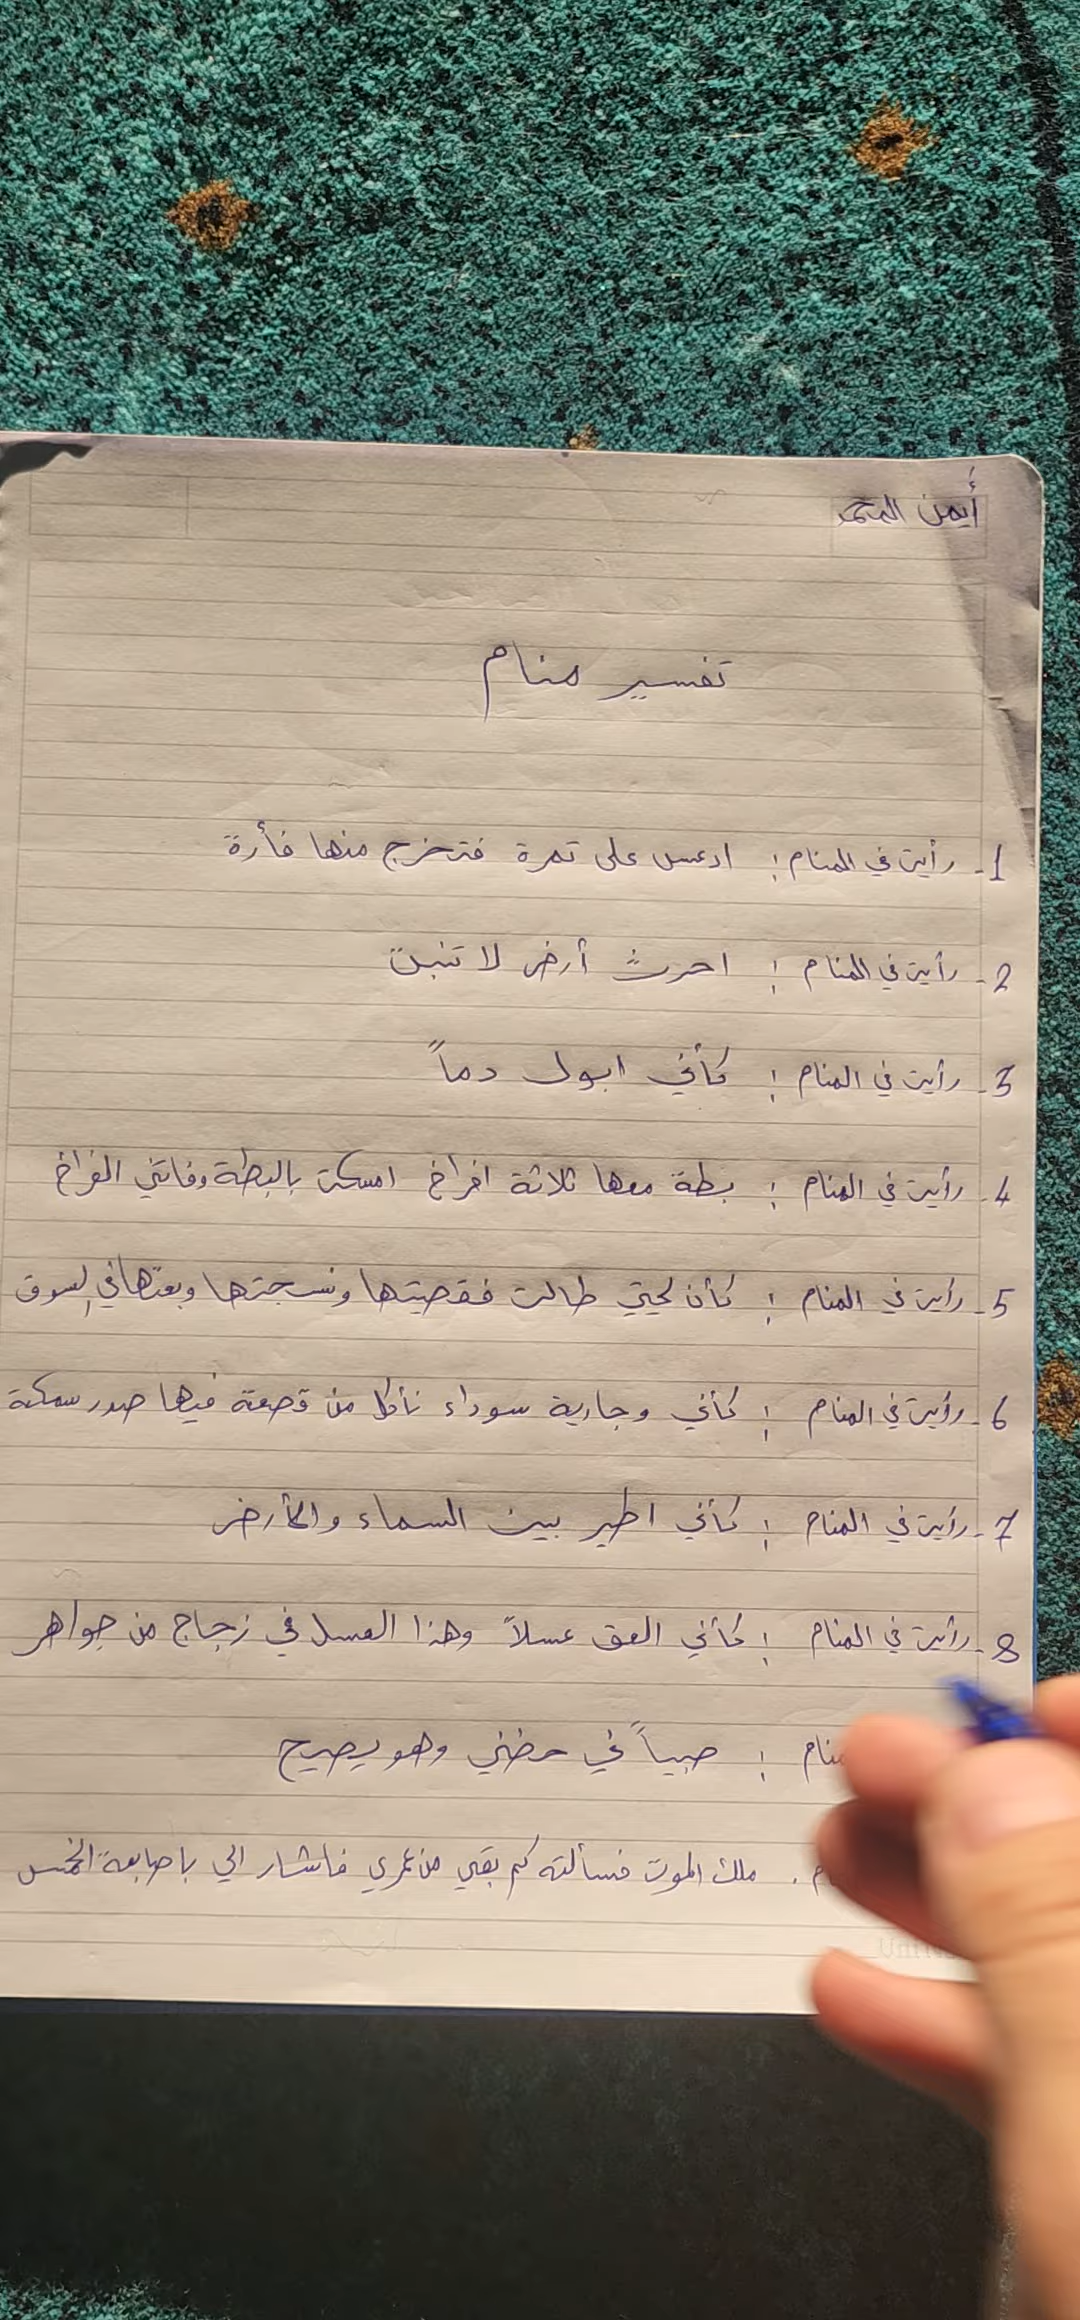 أيمن المحمد
تفسير منام
1- رأيت في المنام : ادعس على تمرة فتخرج منها فأرة
2- رأيت في المنام : احرث أرض لا تنبت
3- رأيت في المنام : كأني ابول دماً
4- رأيت في المنام : بطة معها ثلاثة افراخ امسكت بالبطة وفاتني الفراخ
5- رأيت في المنام : كأن لحيتي طالت فقصيتها ونسجتها وبعتها في السوق
6- رأيت في المنام : كأني وجارية سوداء نأكل من قصعة فيها صدر سمكة
7- رأيت في المنام : كأني اطير بين السماء والأرض
8- رأيت في المنام : كأني العق عسلاً وهذا العسل في زجاج من جواهر
منام : صبياً في حضني وهو يصيح
م . ملك الموت فسألته كم بقي من عمري فاشار الي باصابعة الخمس